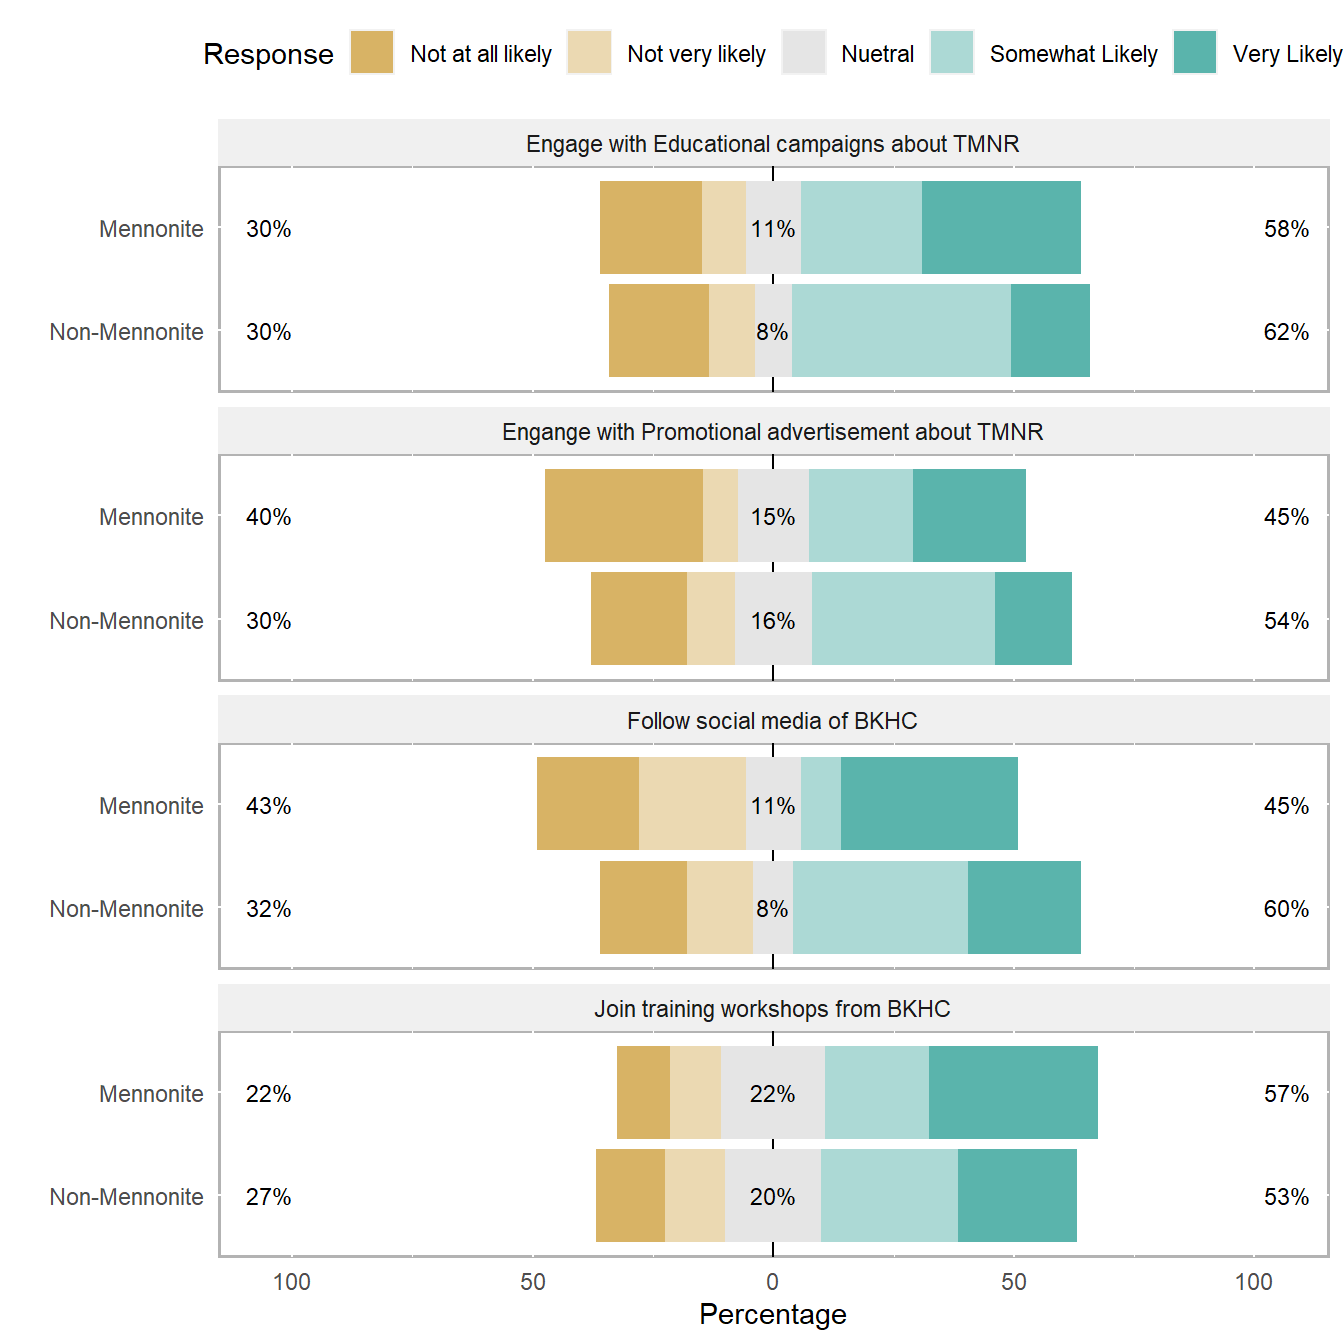 Response Not at all likely Not very likely Nuetral Somewhat Likely Very Likely
Engage with Educational campaigns about TMNR
Mennonite 30% 11% 58%
Non-Mennonite 30% 8% 62%
Engange with Promotional advertisement about TMNR
Mennonite 40% 15% 45%
Non-Mennonite 30% 16% 54%
Follow social media of BKHC
Mennonite 43% 11% 45%
Non-Mennonite 32% 8% 60%
Join training workshops from BKHC
Mennonite 22% 22% 57%
Non-Mennonite 27% 20% 53%
100 50 0 50 100
Percentage